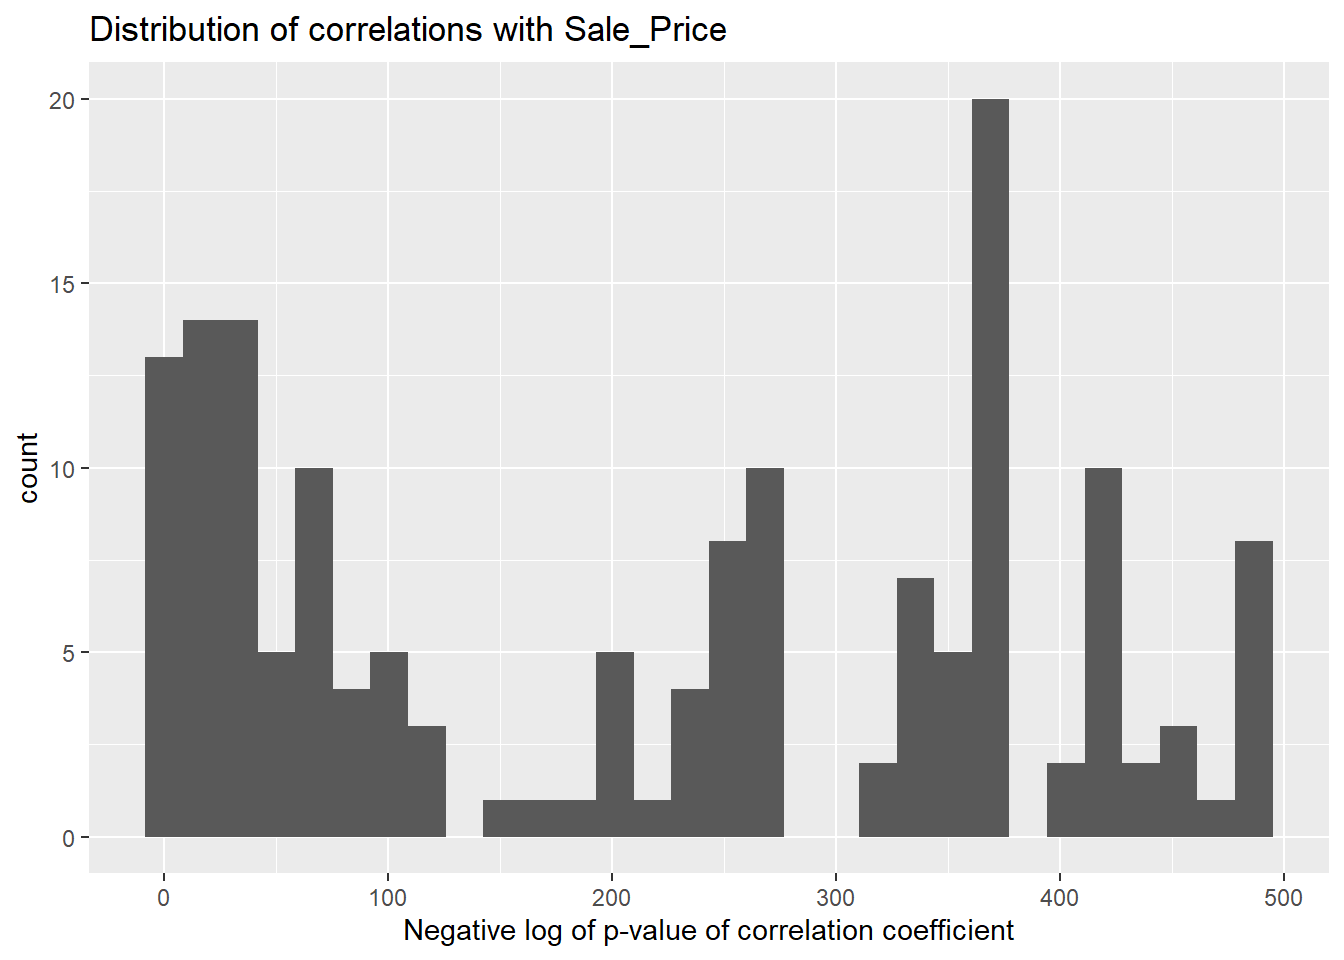 Distribution of correlations with Sale_Price
20
15
10
5
0
count
0 100 200 300 400 500
Negative log of p-value of correlation coefficient